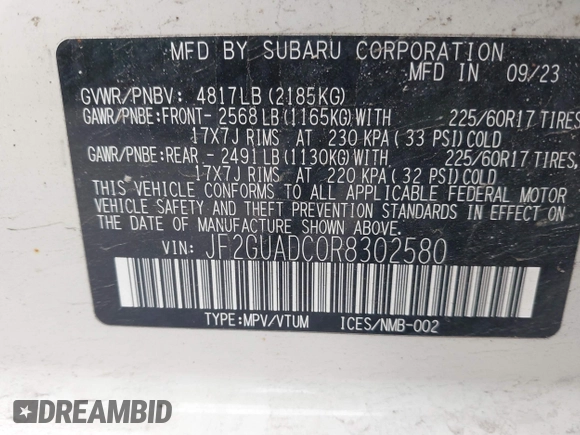 MFD BY SUBARU CORPORATION
MFD IN 09/23
GVWR/PNBV: 4817LB (2185KG)
GAWR/PNBE:FRONT- 2568 LB (1165KG) WITH 225/60R17 TIRES,
17X7J RIMS AT 230 KPA ( 33 PSI) COLD
GAWR/PNBE:REAR - 2491 LB (1130KG) WITH 225/60R17 TIRES,
17X7J RIMS AT 220 KPA ( 32 PSI) COLD
THIS VEHICLE CONFORMS TO ALL APPLICABLE FEDERAL MOTOR
VEHICLE SAFETY AND THEFT PREVENTION STANDARDS IN EFFECT
ON THE DATE OF MANUFACTURE SHOWN ABOVE.
VIN: JF2GUADC0R8302580
TYPE:MPV/VTUM ICES/NMB-002
DREAMBID